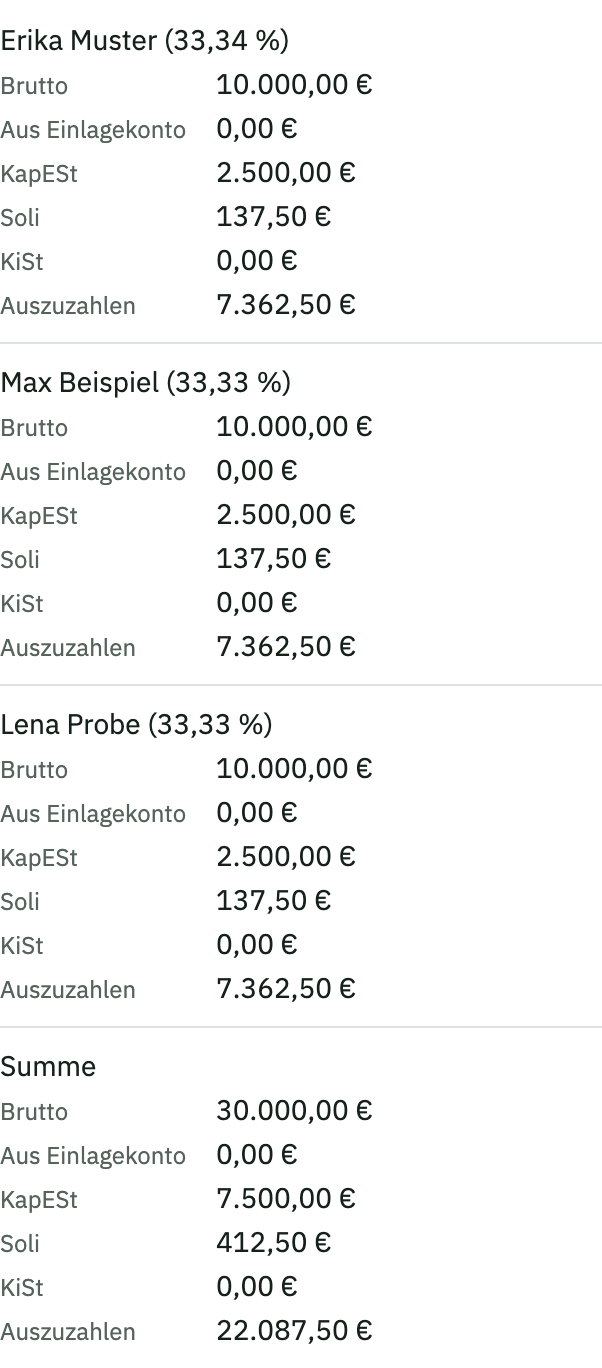 Erika Muster (33,34 %)
Brutto 10.000,00 €
Aus Einlagekonto 0,00 €
KapESt 2.500,00 €
Soli 137,50 €
KiSt 0,00 €
Auszuzahlen 7.362,50 €
Max Beispiel (33,33 %)
Brutto 10.000,00 €
Aus Einlagekonto 0,00 €
KapESt 2.500,00 €
Soli 137,50 €
KiSt 0,00 €
Auszuzahlen 7.362,50 €
Lena Probe (33,33 %)
Brutto 10.000,00 €
Aus Einlagekonto 0,00 €
KapESt 2.500,00 €
Soli 137,50 €
KiSt 0,00 €
Auszuzahlen 7.362,50 €
Summe
Brutto 30.000,00 €
Aus Einlagekonto 0,00 €
KapESt 7.500,00 €
Soli 412,50 €
KiSt 0,00 €
Auszuzahlen 22.087,50 €